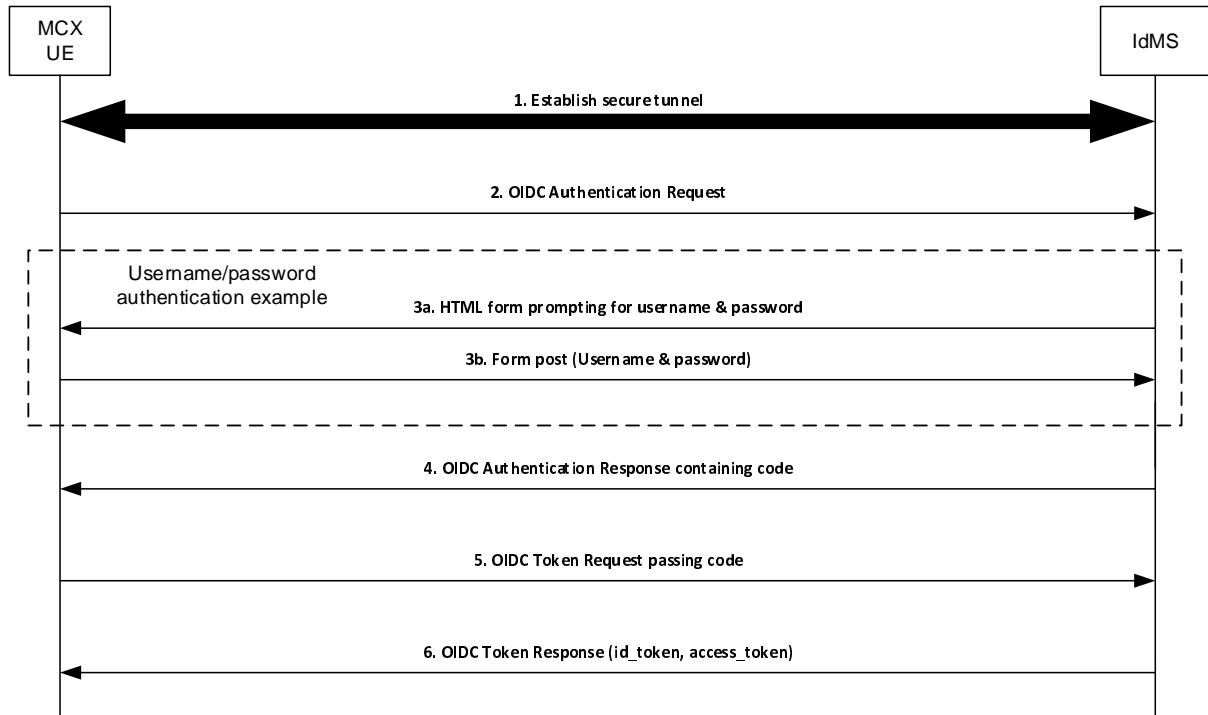 MCX
UE
IdMS
1. Establish secure tunnel
2. OIDC Authentication Request
Username/password
authentication example
3a. HTML form prompting for username & password
3b. Form post (Username & password)
4. OIDC Authentication Response containing code
5. OIDC Token Request passing code
6. OIDC Token Response (id_token, access_token)